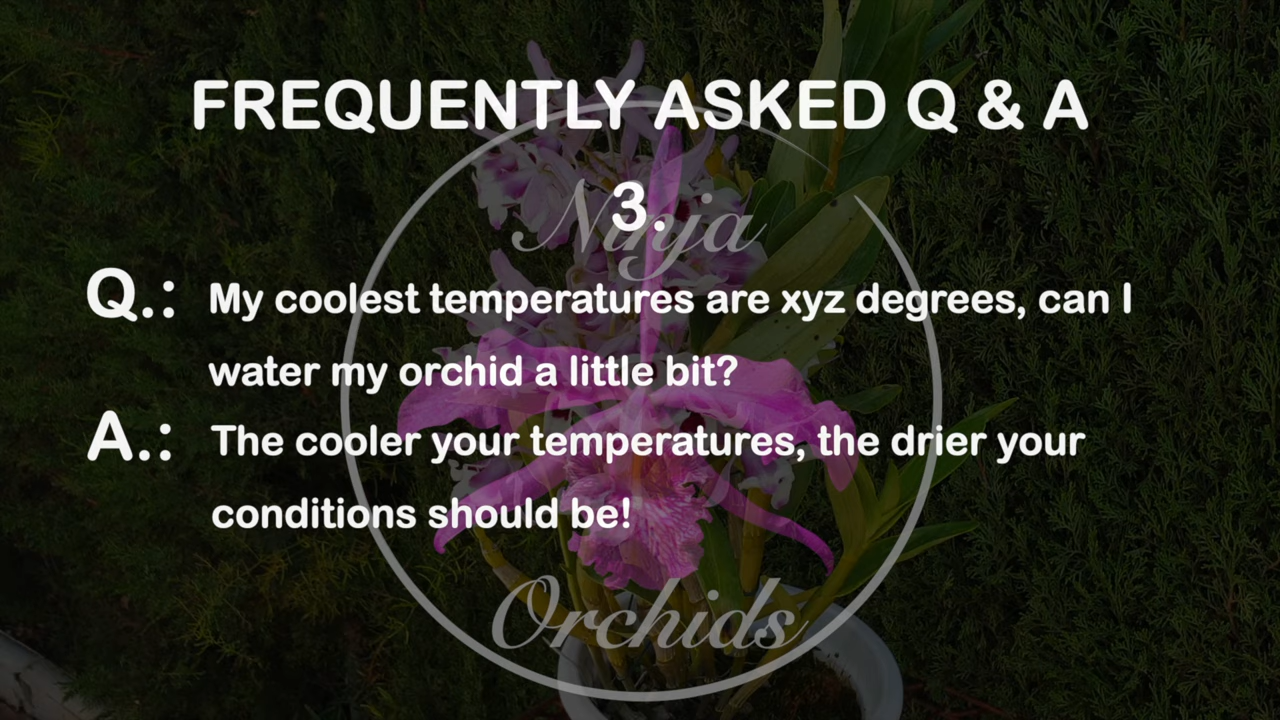 FREQUENTLY ASKED Q & A
3.
Ninja
Q.: My coolest temperatures are xyz degrees, can I
water my orchid a little bit?
A.: The cooler your temperatures, the drier your
conditions should be!
Orchids